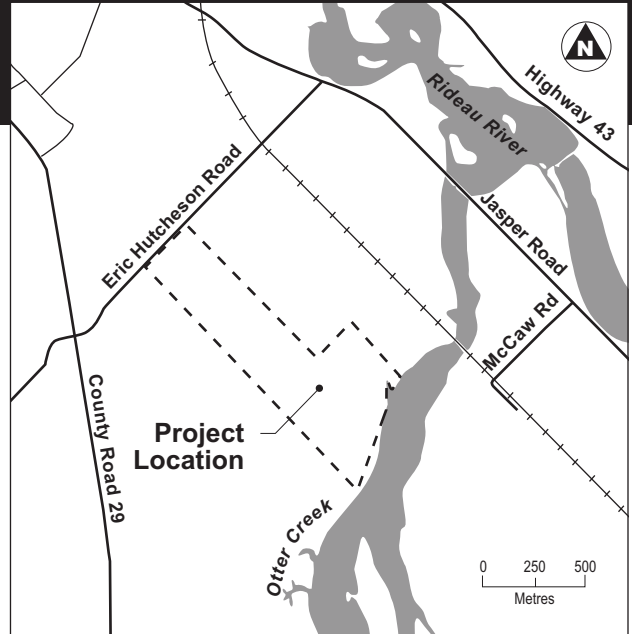 N
Highway 43
Rideau River
Eric Hutcheson Road
Jasper Road
McCaw Rd
County Road 29
Project
Location
Otter Creek
0 250 500
Metres